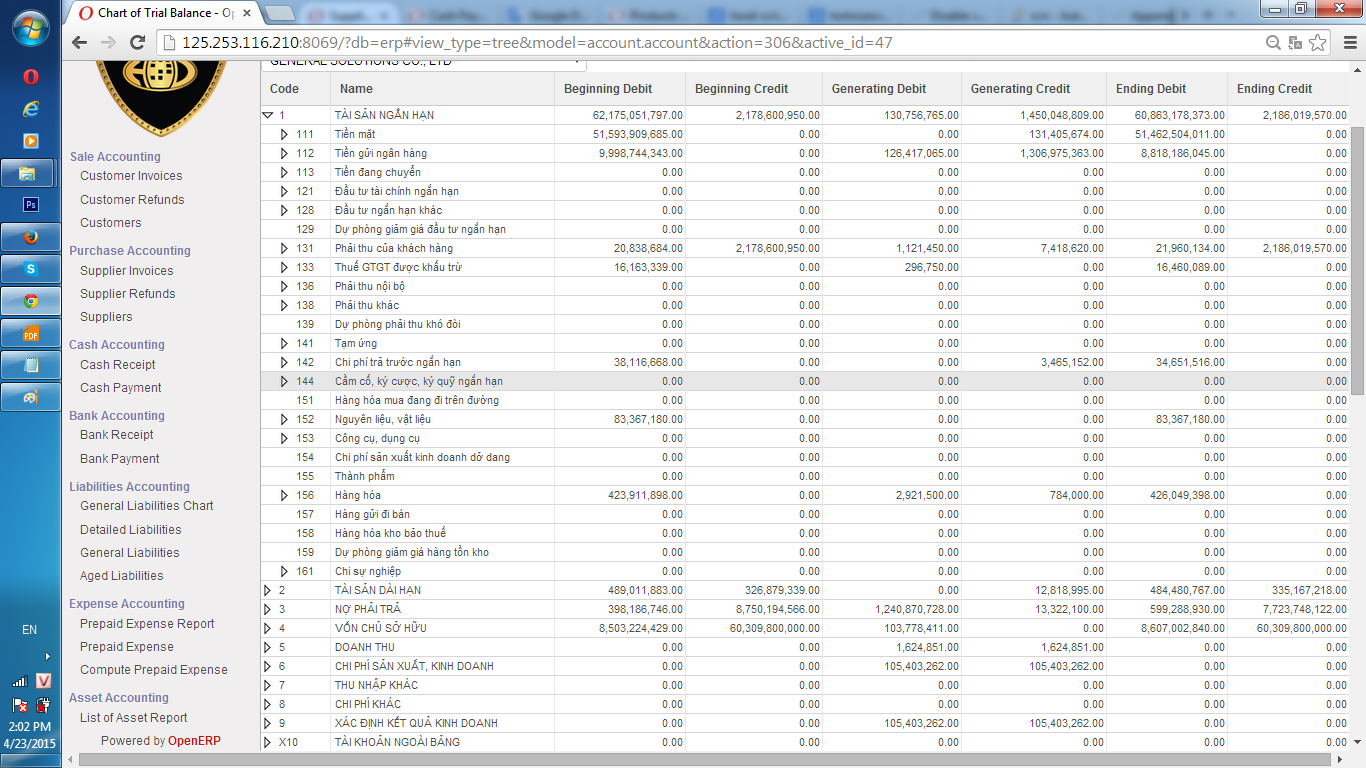 Chart of Trial Balance - Op
125.253.116.210:8069/?db=erp#view_type=tree&model=account.account&action=306&active_id=47
GENERAL SOLUTIONS CO., LTD
Code Name Beginning Debit Beginning Credit Generating Debit Generating Credit Ending Debit Ending Credit
1 TÀI SẢN NGẮN HẠN 62,175,051,797.00 2,178,600,950.00 130,756,765.00 1,450,048,809.00 60,863,178,373.00 2,186,019,570.00
111 Tiền mặt 51,593,909,685.00 0.00 0.00 131,405,674.00 51,462,504,011.00 0.00
112 Tiền gửi ngân hàng 9,998,744,343.00 0.00 126,417,065.00 1,306,975,363.00 8,818,186,045.00 0.00
113 Tiền đang chuyển 0.00 0.00 0.00 0.00 0.00 0.00
121 Đầu tư tài chính ngắn hạn 0.00 0.00 0.00 0.00 0.00 0.00
128 Đầu tư ngắn hạn khác 0.00 0.00 0.00 0.00 0.00 0.00
129 Dự phòng giảm giá đầu tư ngắn hạn 0.00 0.00 0.00 0.00 0.00 0.00
131 Phải thu của khách hàng 20,838,684.00 2,178,600,950.00 1,121,450.00 7,418,620.00 21,960,134.00 2,186,019,570.00
133 Thuế GTGT được khấu trừ 16,163,339.00 0.00 296,750.00 0.00 16,460,089.00 0.00
136 Phải thu nội bộ 0.00 0.00 0.00 0.00 0.00 0.00
138 Phải thu khác 0.00 0.00 0.00 0.00 0.00 0.00
139 Dự phòng phải thu khó đòi 0.00 0.00 0.00 0.00 0.00 0.00
141 Tạm ứng 0.00 0.00 0.00 0.00 0.00 0.00
142 Chi phí trả trước ngắn hạn 38,116,668.00 0.00 0.00 3,465,152.00 34,651,516.00 0.00
144 Cầm cố, ký cược, ký quỹ ngắn hạn 0.00 0.00 0.00 0.00 0.00 0.00
151 Hàng hóa mua đang đi trên đường 0.00 0.00 0.00 0.00 0.00 0.00
152 Nguyên liệu, vật liệu 83,367,180.00 0.00 0.00 0.00 83,367,180.00 0.00
153 Công cụ, dụng cụ 0.00 0.00 0.00 0.00 0.00 0.00
154 Chi phí sản xuất kinh doanh dở dang 0.00 0.00 0.00 0.00 0.00 0.00
155 Thành phẩm 0.00 0.00 0.00 0.00 0.00 0.00
156 Hàng hóa 423,911,898.00 0.00 2,921,500.00 784,000.00 426,049,398.00 0.00
157 Hàng gửi đi bán 0.00 0.00 0.00 0.00 0.00 0.00
158 Hàng hóa kho bảo thuế 0.00 0.00 0.00 0.00 0.00 0.00
159 Dự phòng giảm giá hàng tồn kho 0.00 0.00 0.00 0.00 0.00 0.00
161 Chi sự nghiệp 0.00 0.00 0.00 0.00 0.00 0.00
2 TÀI SẢN DÀI HẠN 489,011,883.00 326,879,339.00 0.00 12,818,995.00 484,480,767.00 335,167,218.00
3 NỢ PHẢI TRẢ 398,186,746.00 8,750,194,566.00 1,240,870,728.00 13,322,100.00 599,288,930.00 7,723,748,122.00
4 VỐN CHỦ SỞ HỮU 8,503,224,429.00 60,309,800,000.00 103,778,411.00 0.00 8,607,002,840.00 60,309,800,000.00
5 DOANH THU 0.00 0.00 1,624,851.00 1,624,851.00 0.00 0.00
6 CHI PHÍ SẢN XUẤT, KINH DOANH 0.00 0.00 105,403,262.00 105,403,262.00 0.00 0.00
7 THU NHẬP KHÁC 0.00 0.00 0.00 0.00 0.00 0.00
8 CHI PHÍ KHÁC 0.00 0.00 0.00 0.00 0.00 0.00
9 XÁC ĐỊNH KẾT QUẢ KINH DOANH 0.00 0.00 105,403,262.00 105,403,262.00 0.00 0.00
X10 TÀI KHOẢN NGOÀI BẢNG 0.00 0.00 0.00 0.00 0.00 0.00
Sale Accounting
Customer Invoices
Customer Refunds
Customers
Purchase Accounting
Supplier Invoices
Supplier Refunds
Suppliers
Cash Accounting
Cash Receipt
Cash Payment
Bank Accounting
Bank Receipt
Bank Payment
Liabilities Accounting
General Liabilities Chart
Detailed Liabilities
General Liabilities
Aged Liabilities
Expense Accounting
Prepaid Expense Report
Prepaid Expense
Compute Prepaid Expense
Asset Accounting
List of Asset Report
Powered by OpenERP
Ps
PDF
EN
V
2:02 PM
4/23/2015